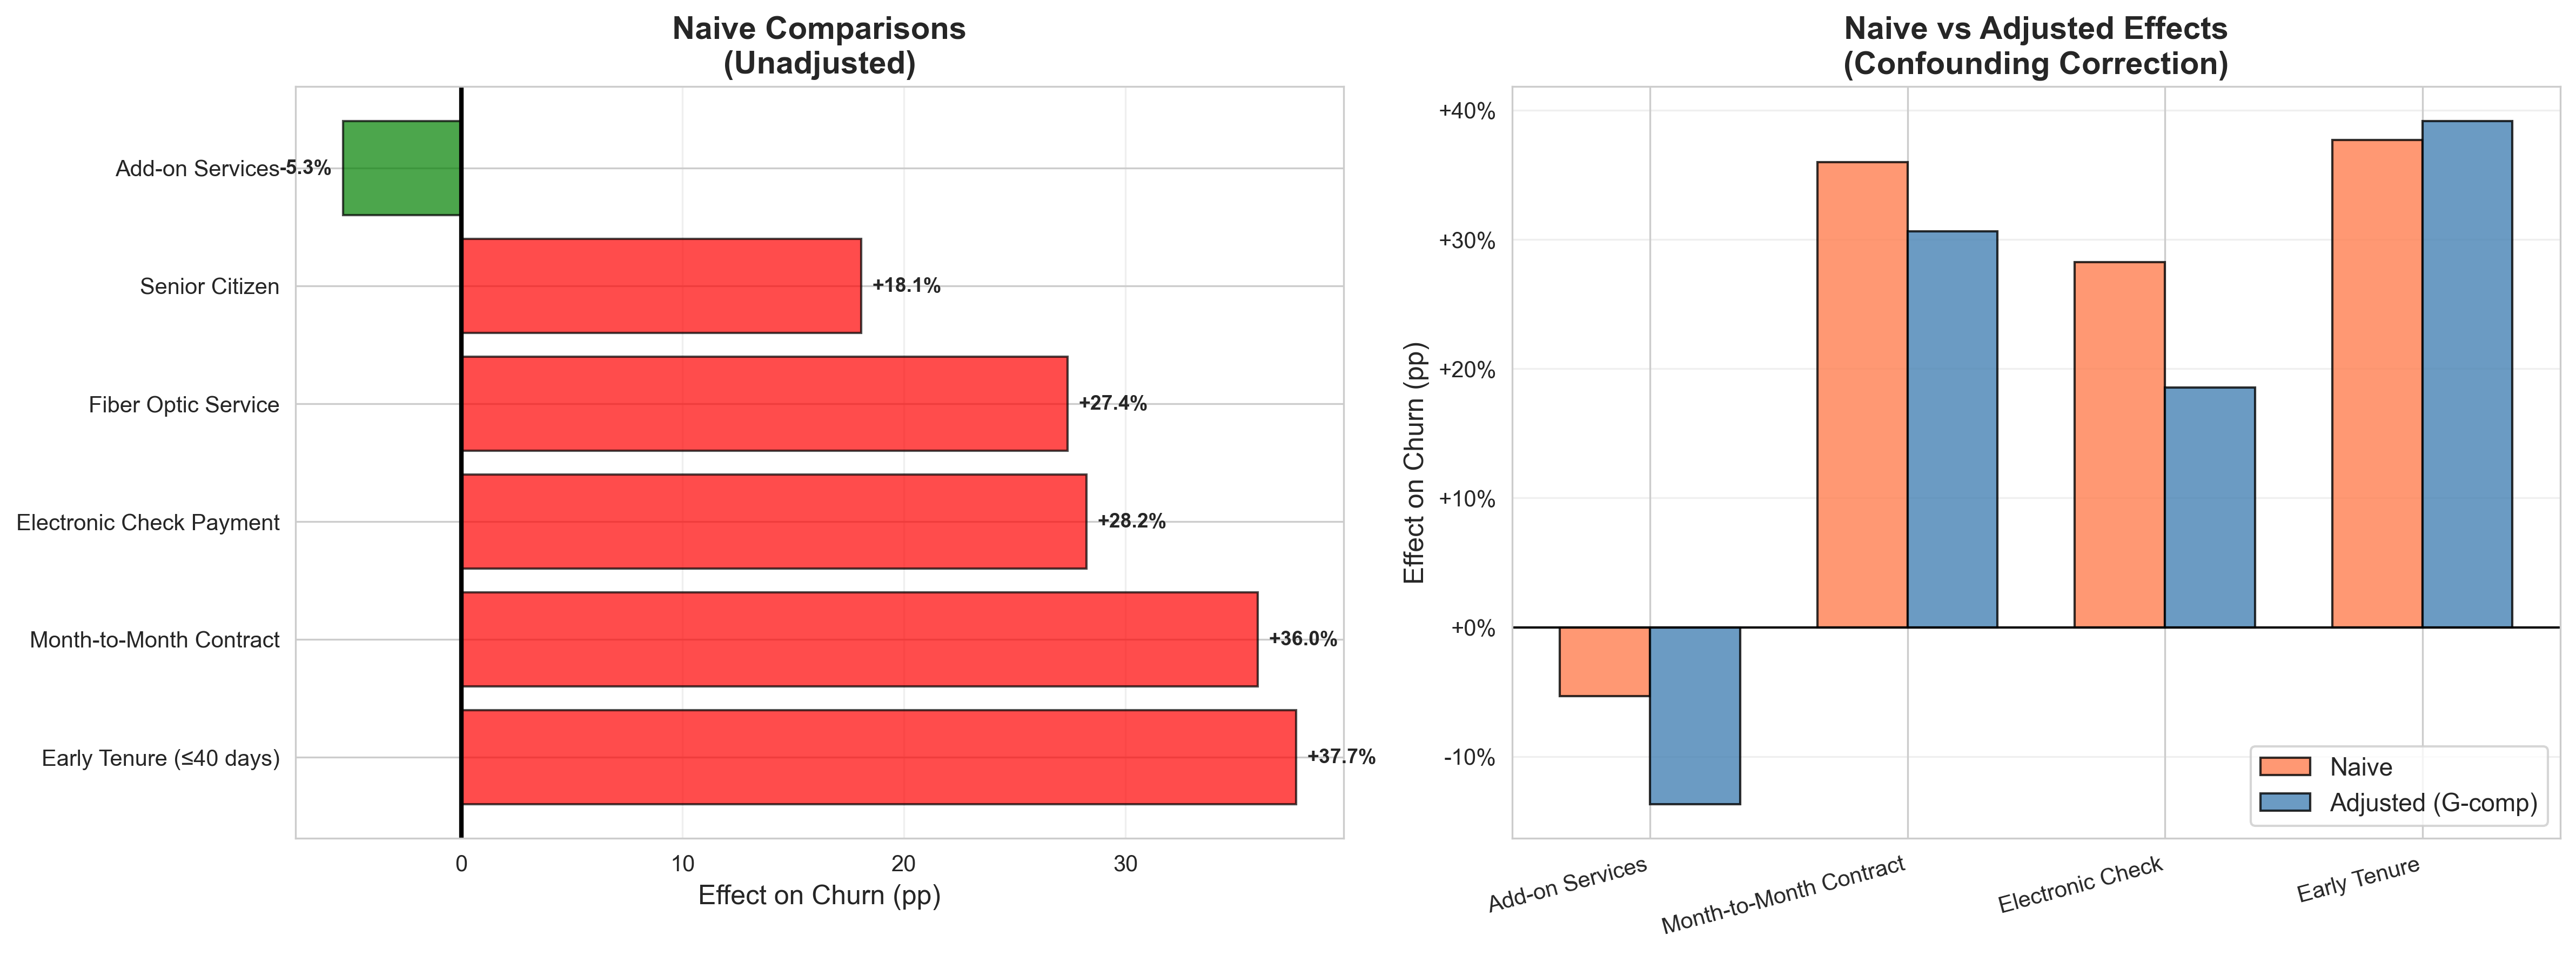 Naive Comparisons
(Unadjusted)
Add-on Services
-5.3%
Senior Citizen
+18.1%
Fiber Optic Service
+27.4%
Electronic Check Payment
+28.2%
Month-to-Month Contract
+36.0%
Early Tenure (≤40 days)
+37.7%
0
10
20
30
Effect on Churn (pp)
Naive vs Adjusted Effects
(Confounding Correction)
Effect on Churn (pp)
+40%
+30%
+20%
+10%
+0%
-10%
Naive
Adjusted (G-comp)
Add-on Services
Month-to-Month Contract
Electronic Check
Early Tenure